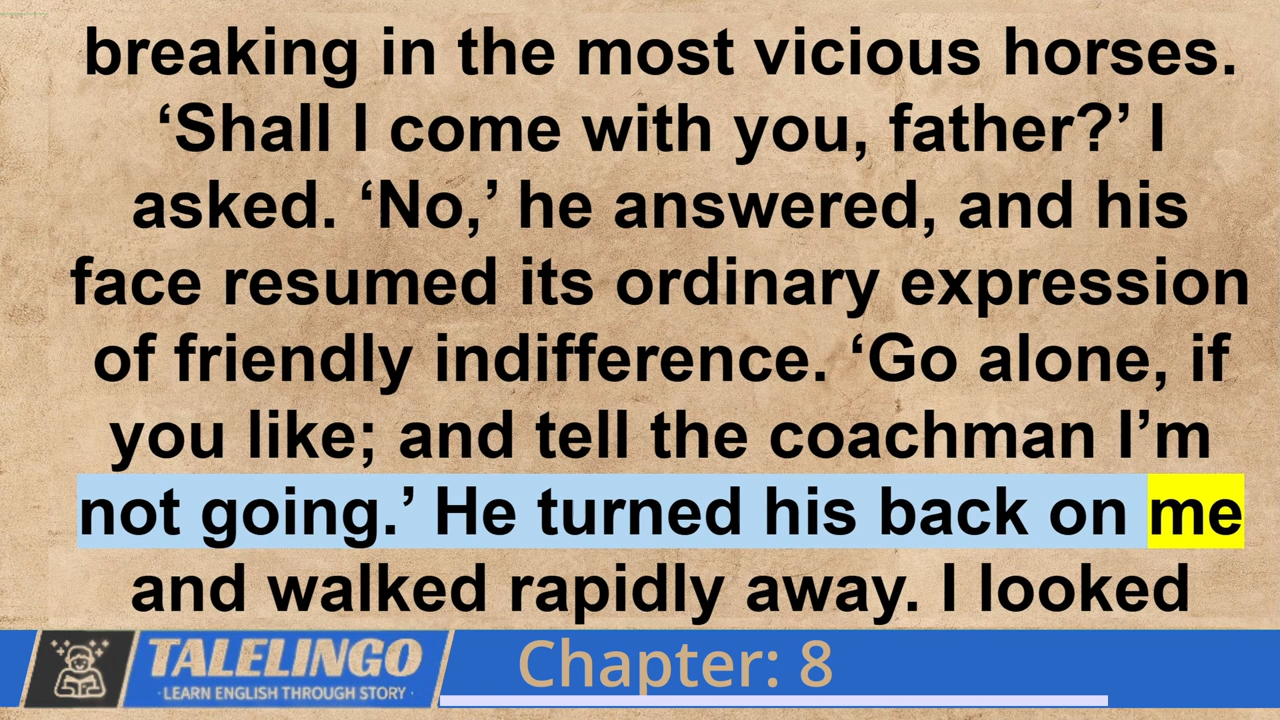 breaking in the most vicious horses.
‘Shall I come with you, father?’ I
asked. ‘No,’ he answered, and his
face resumed its ordinary expression
of friendly indifference. ‘Go alone, if
you like; and tell the coachman I’m
not going.’ He turned his back on me
and walked rapidly away. I looked
TALELINGO
·LEARN ENGLISH THROUGH STORY·
Chapter: 8